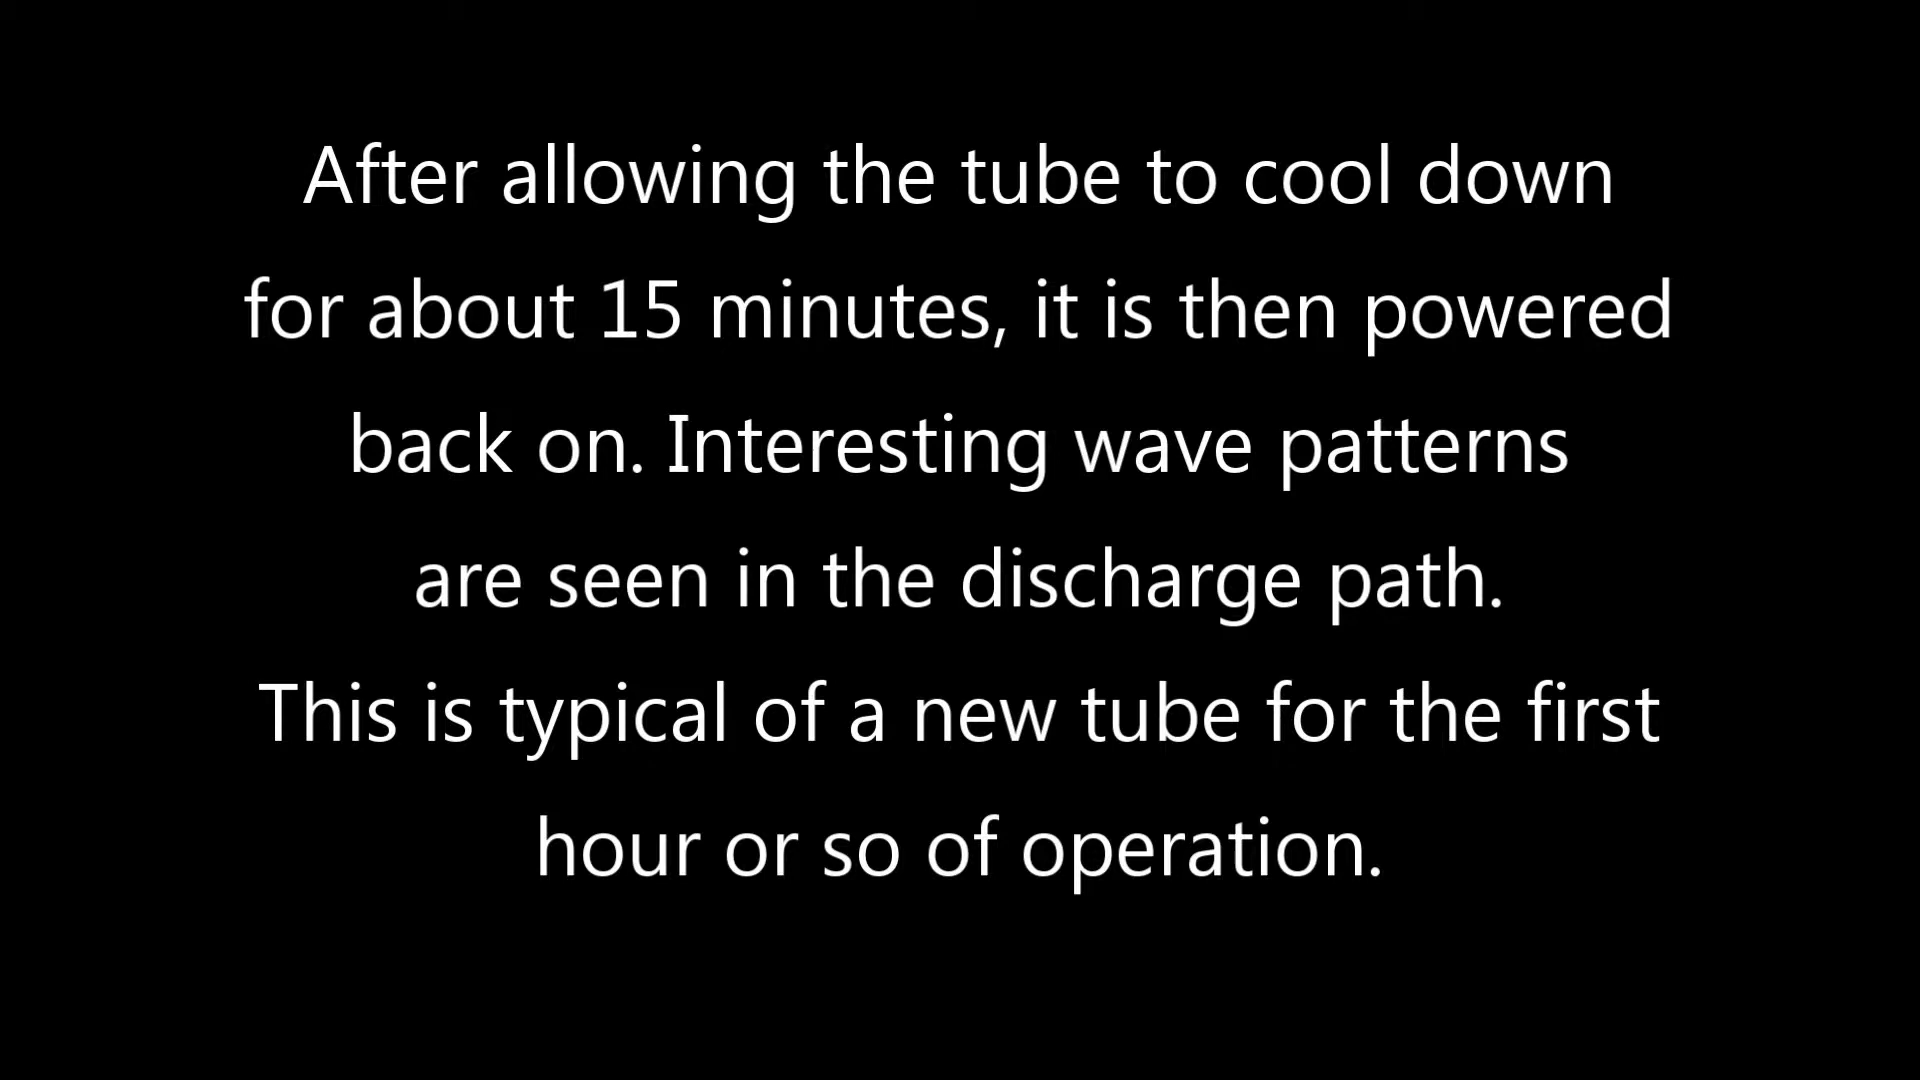 After allowing the tube to cool down
for about 15 minutes, it is then powered
back on. Interesting wave patterns
are seen in the discharge path.
This is typical of a new tube for the first
hour or so of operation.